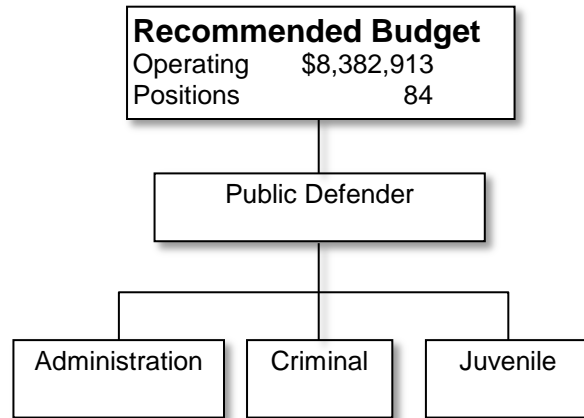 Recommended Budget
Operating $8,382,913
Positions 84
Public Defender
Administration
Criminal
Juvenile